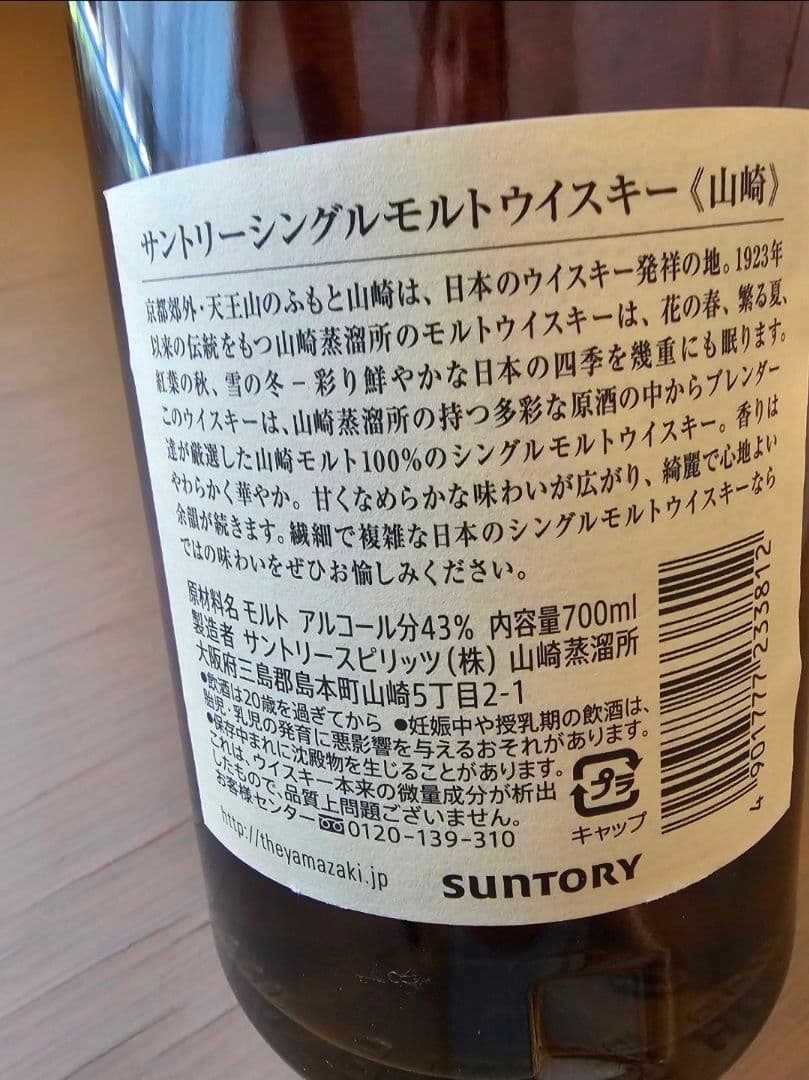 サントリーシングルモルトウイスキー《山崎》
京都郊外・天王山のふもと山崎は、日本のウイスキー発祥の地。1923年
以来の伝統をもつ山崎蒸溜所のモルトウイスキーは、花の春、繁る夏、
紅葉の秋、雪の冬－彩り鮮やかな日本の四季を幾重にも眠ります。
このウイスキーは、山崎蒸溜所の持つ多彩な原酒の中からブレンダー
達が厳選した山崎モルト100%のシングルモルトウイスキー。香りは
やわらかく華やか。甘くなめらかな味わいが広がり、綺麗で心地よい
余韻が続きます。繊細で複雑な日本のシングルモルトウイスキーなら
ではの味わいをぜひお愉しみください。
原材料名 モルト アルコール分43% 内容量700ml
製造者 サントリースピリッツ(株) 山崎蒸溜所
大阪府三島郡島本町山崎5丁目2-1
●飲酒は20歳を過ぎてから ●妊娠中や授乳期の飲酒は、
胎児・乳児の発育に悪影響を与えるおそれがあります。
●保存中まれに沈殿物を生じることがあります。
これは、ウイスキー本来の微量成分が析出
したもので、品質上問題ございません。
お客様センター 0120-139-310
http://theyamazaki.jp
プラ
キャップ
SUNTORY
4 901777 233812